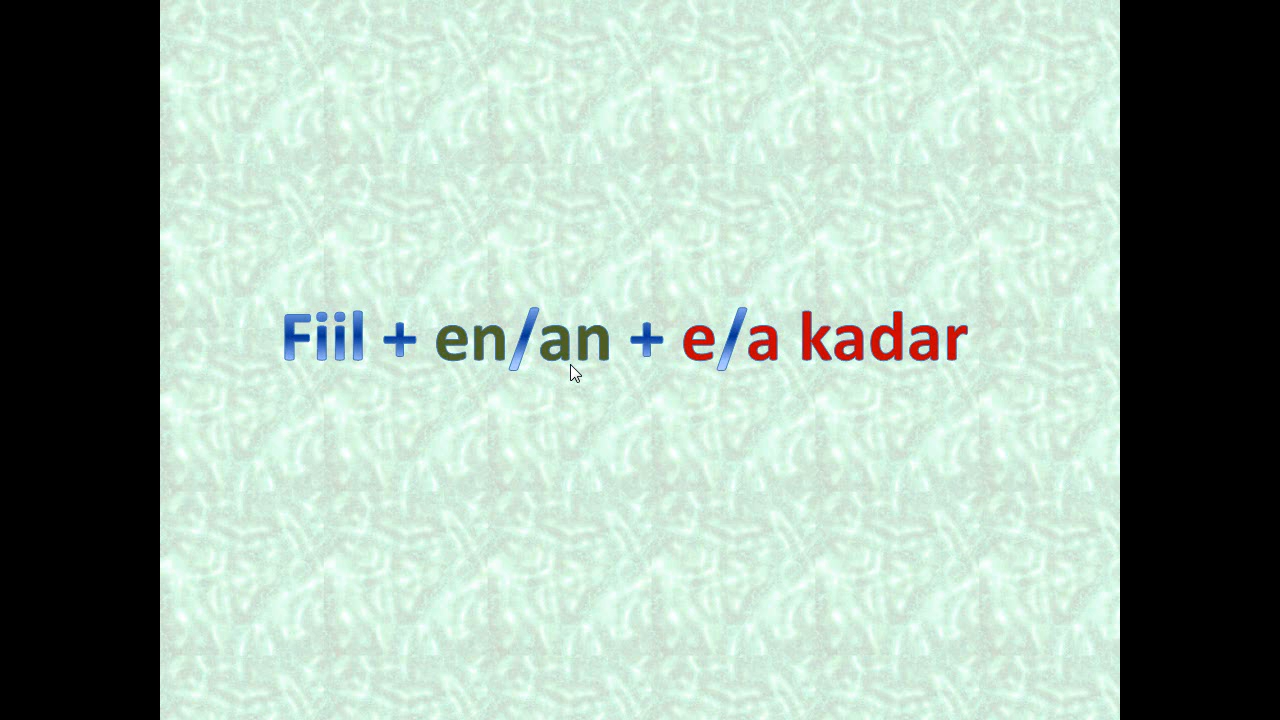 Fiil + en/an + e/a kadar